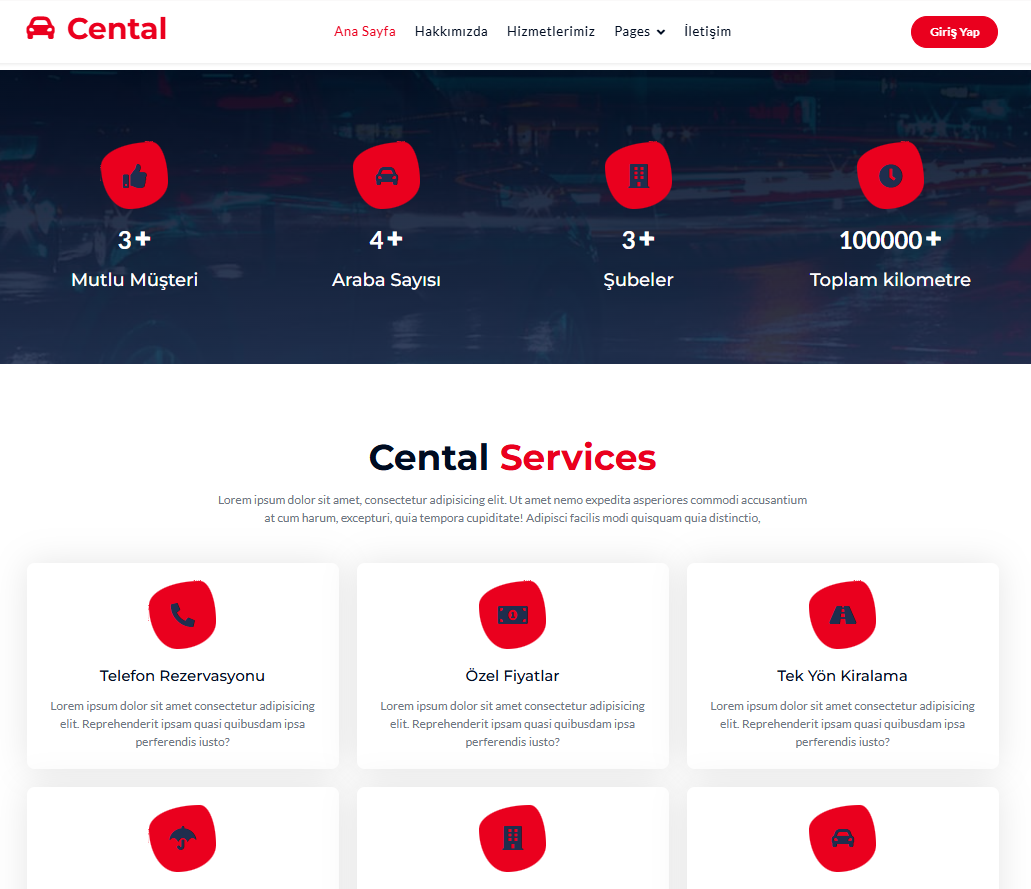 Cental
Ana Sayfa Hakkımızda Hizmetlerimiz Pages İletişim
Giriş Yap
3+ 4+ 3+ 100000+
Mutlu Müşteri Araba Sayısı Şubeler Toplam kilometre
Cental Services
Lorem ipsum dolor sit amet, consectetur adipisicing elit. Ut amet nemo expedita asperiores commodi accusantium
at cum harum, excepturi, quia tempora cupiditate! Adipisci facilis modi quisquam quia distinctio,
Telefon Rezervasyonu
Lorem ipsum dolor sit amet consectetur adipisicing
elit. Reprehenderit ipsam quasi quibusdam ipsa
perferendis iusto?
Özel Fiyatlar
Lorem ipsum dolor sit amet consectetur adipisicing
elit. Reprehenderit ipsam quasi quibusdam ipsa
perferendis iusto?
Tek Yön Kiralama
Lorem ipsum dolor sit amet consectetur adipisicing
elit. Reprehenderit ipsam quasi quibusdam ipsa
perferendis iusto?